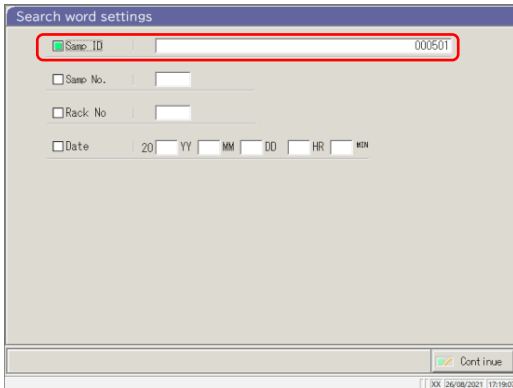 Search word settings
Samp ID 000501
Samp No.
Rack No
Date 20 YY MM DD HR MIN
Continue
XX 26/08/2021 17:19:0